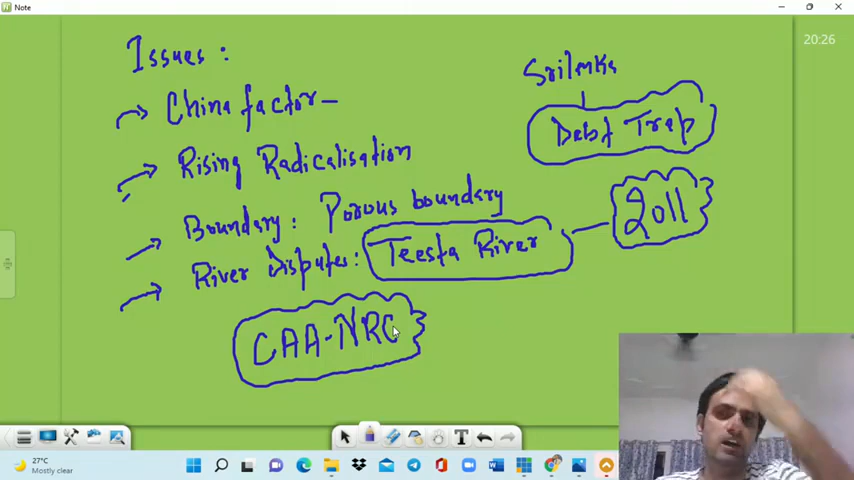 Note
20:26
Issues :
China factor -
Srilanka
Debt Trap
Rising Radicalisation
Boundary : Porous boundary
River Disputes : Teesta River
2011
CAA-NRC
27°C
Mostly clear